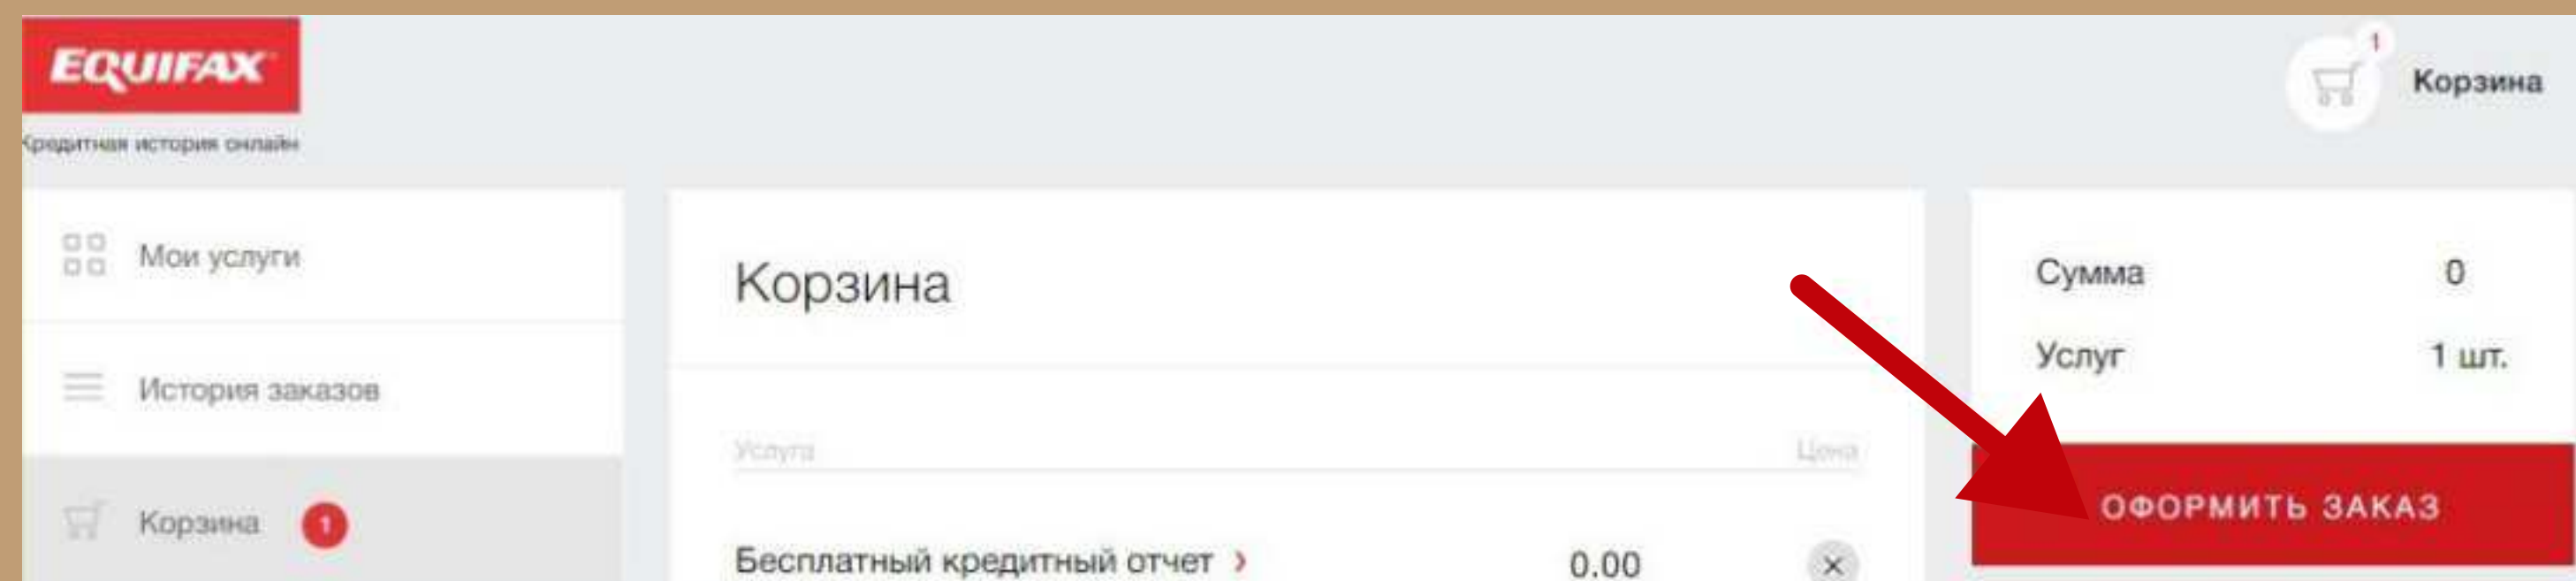 EQUIFAX
Кредитная история онлайн
1
Корзина
Мои услуги
История заказов
Корзина 1
Корзина
Услуга Цена
Бесплатный кредитный отчет › 0.00 ×
Сумма 0
Услуг 1 шт.
ОФОРМИТЬ ЗАКАЗ